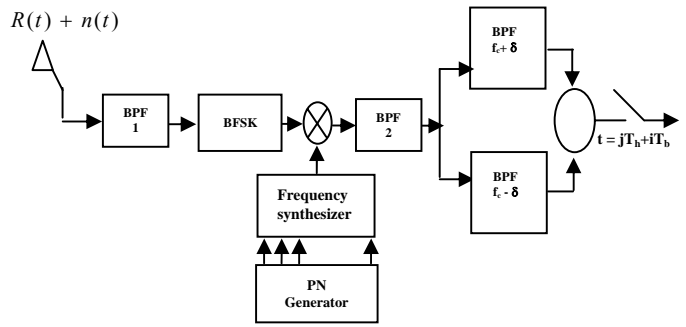 R(t) + n(t)
BPF
1
BFSK
BPF
2
BPF
f_c+ δ
BPF
f_c - δ
t = jT_h+iT_b
Frequency
synthesizer
PN
Generator